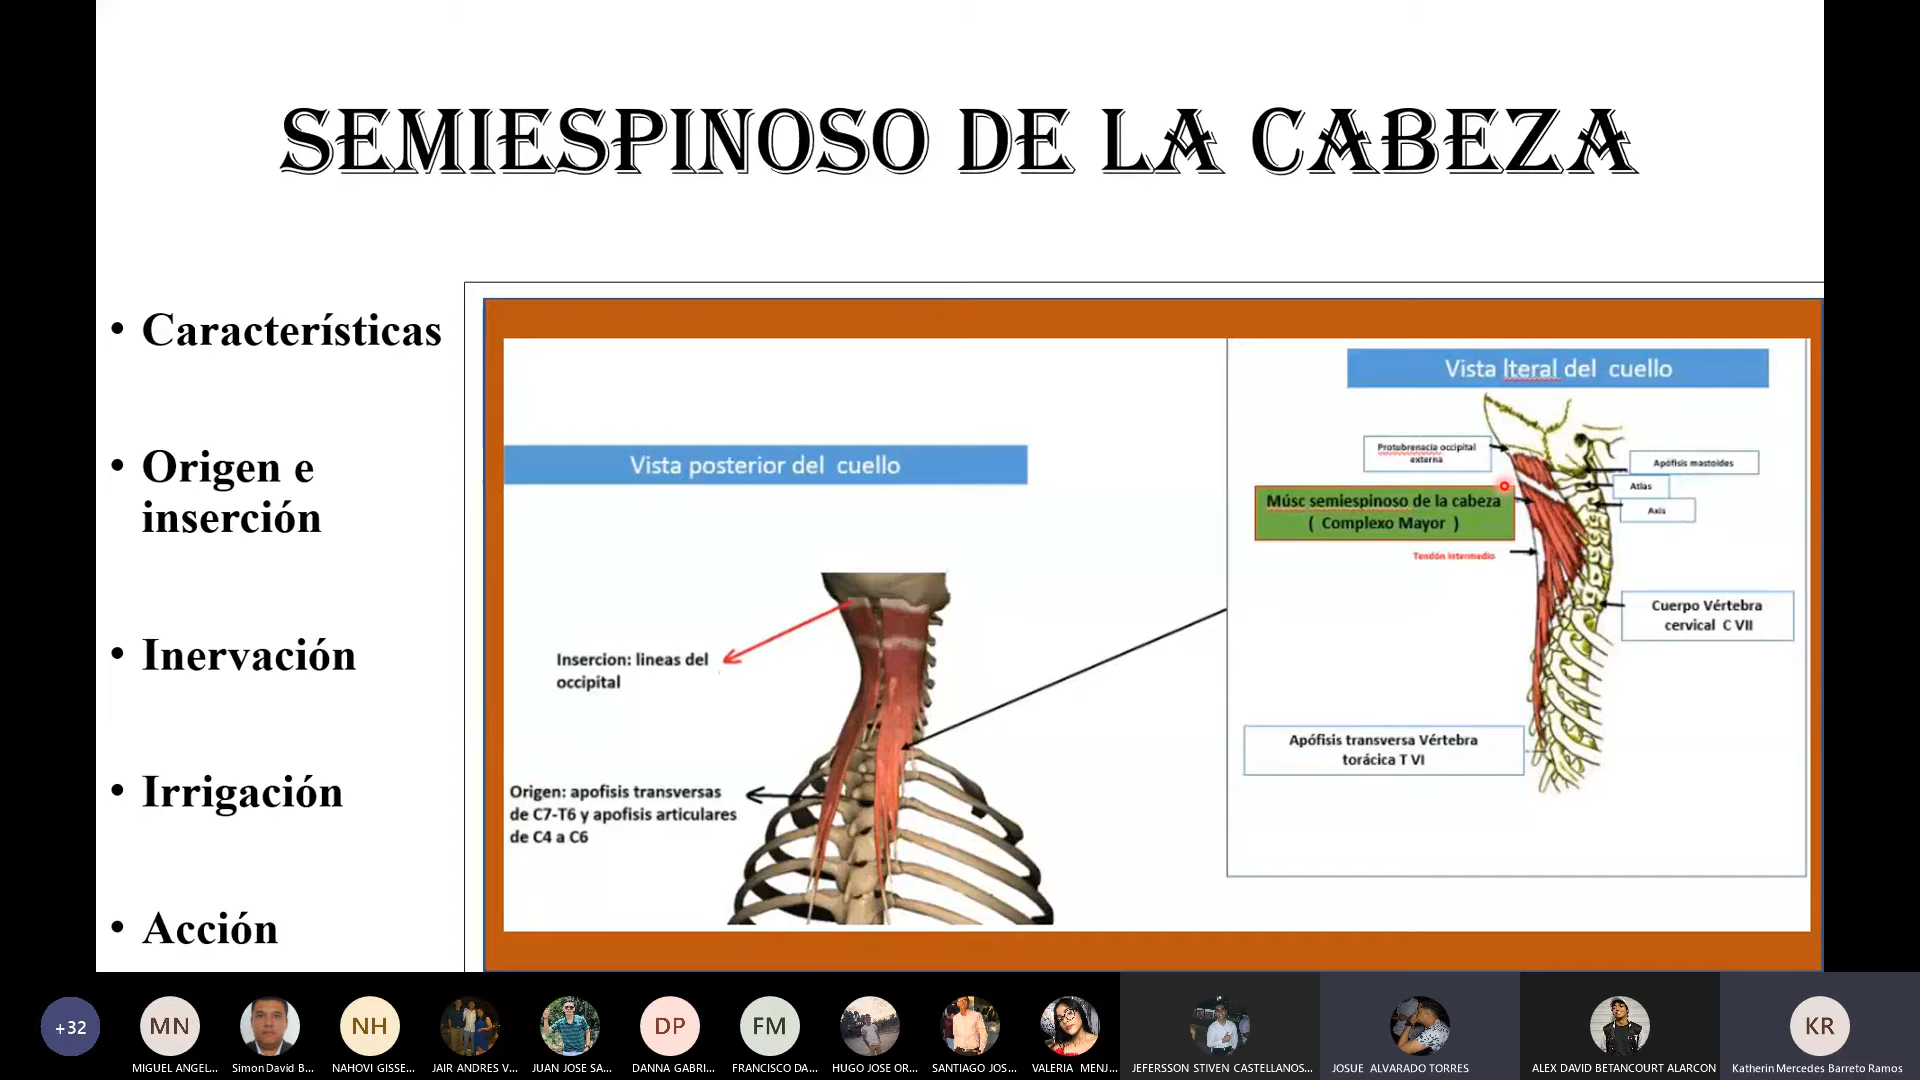 SEMIESPINOSO DE LA CABEZA
• Características
• Origen e
inserción
• Inervación
• Irrigación
• Acción
Vista posterior del cuello
Insercion: lineas del
occipital
Origen: apofisis transversas
de C7-T6 y apofisis articulares
de C4 a C6
Vista lteral del cuello
Protubrenacia occipital
externa
Apófisis mastoides
Atlas
Axis
Músc semiespinoso de la cabeza
( Complexo Mayor )
Tendón intermedio
Cuerpo Vértebra
cervical C VII
Apófisis transversa Vértebra
torácica T VI
+32
MN
NH
DP
FM
KR
MIGUEL ANGEL...
Simon David B...
NAHOVI GISSE...
JAIR ANDRES V...
JUAN JOSE SA...
DANNA GABRI...
FRANCISCO DA...
HUGO JOSE OR...
SANTIAGO JOS...
VALERIA MENJ...
JEFERSSON STIVEN CASTELLANOS...
JOSUE ALVARADO TORRES
ALEX DAVID BETANCOURT ALARCON
Katherin Mercedes Barreto Ramos